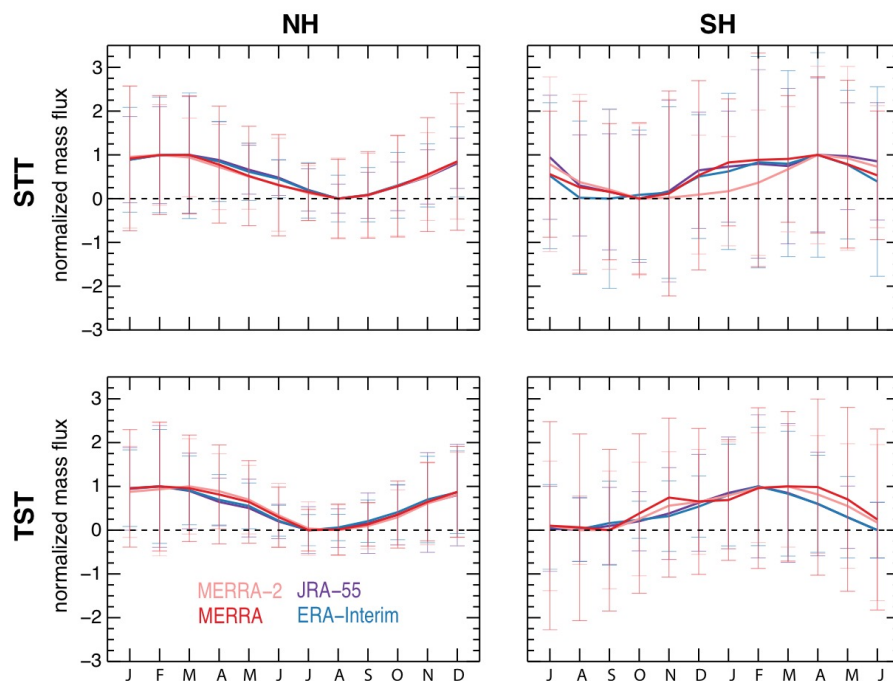 NH
SH
STT
normalized mass flux
3
2
1
0
−1
−2
−3
TST
normalized mass flux
3
2
1
0
−1
−2
−3
MERRA−2
JRA−55
MERRA
ERA−Interim
J F M A M J J A S O N D
J A S O N D J F M A M J